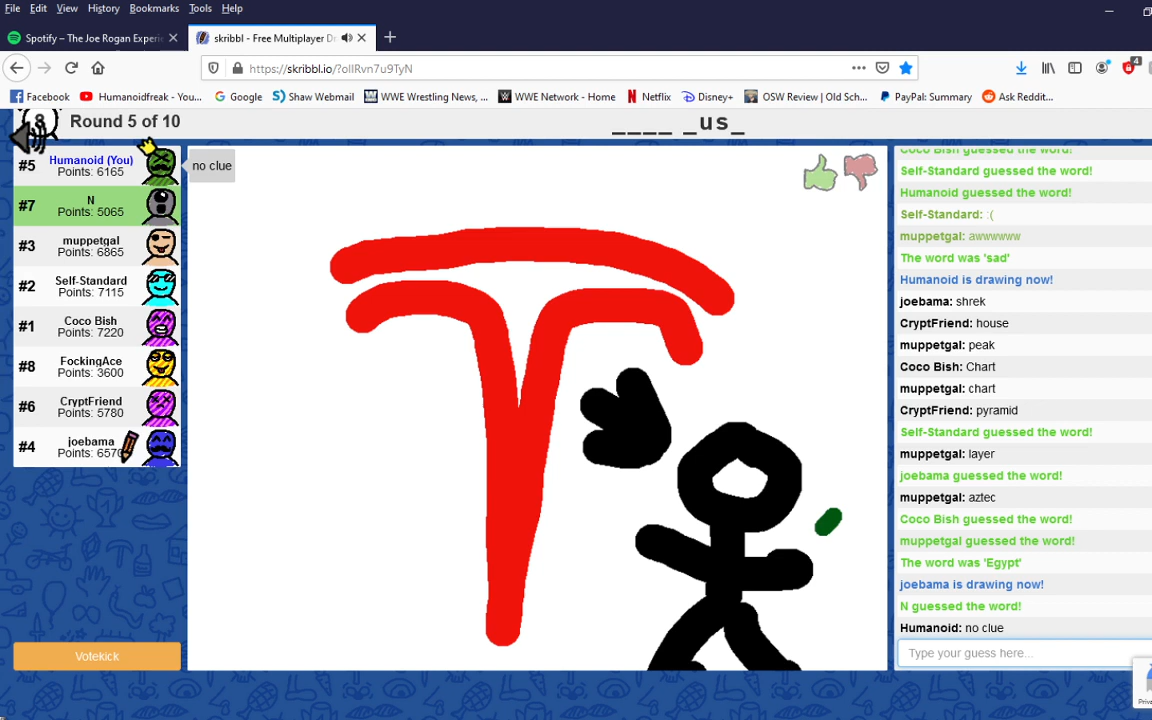 File Edit View History Bookmarks Tools Help
Spotify – The Joe Rogan Experi
skribbl - Free Multiplayer Dr
https://skribbl.io/?olIRvn7u9TyN
Facebook Humanoidfreak - You... Google Shaw Webmail WWE Wrestling News, ... WWE Network - Home Netflix Disney+ OSW Review | Old Sch... PayPal: Summary Ask Reddit... 4
8 Round 5 of 10 ____ _us_
#5 Humanoid (You) Points: 6165
no clue
#7 N Points: 5065
#3 muppetgal Points: 6865
#2 Self-Standard Points: 7115
#1 Coco Bish Points: 7220
#8 FockingAce Points: 3600
#6 CryptFriend Points: 5780
#4 joebama Points: 6570
Votekick
Coco Bish guessed the word!
Self-Standard guessed the word!
Humanoid guessed the word!
Self-Standard: :(
muppetgal: awwwwww
The word was 'sad'
Humanoid is drawing now!
joebama: shrek
CryptFriend: house
muppetgal: peak
Coco Bish: Chart
muppetgal: chart
CryptFriend: pyramid
Self-Standard guessed the word!
muppetgal: layer
joebama guessed the word!
muppetgal: aztec
Coco Bish guessed the word!
muppetgal guessed the word!
The word was 'Egypt'
joebama is drawing now!
N guessed the word!
Humanoid: no clue
Type your guess here...